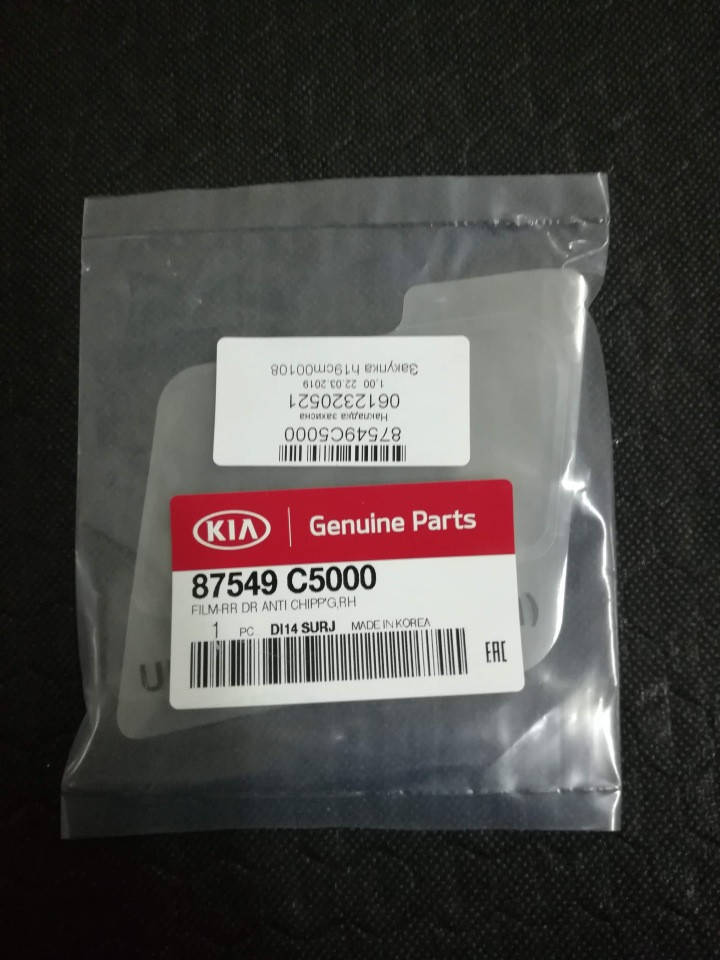 87549C5000
Накладка захисна
0612320521
1.00 22.03.2019
Закупка h19cm00108
KIA
Genuine Parts
87549 C5000
FILM-RR DR ANTI CHIPP'G,RH
1 PC DI14 SURJ MADE IN KOREA
EAC